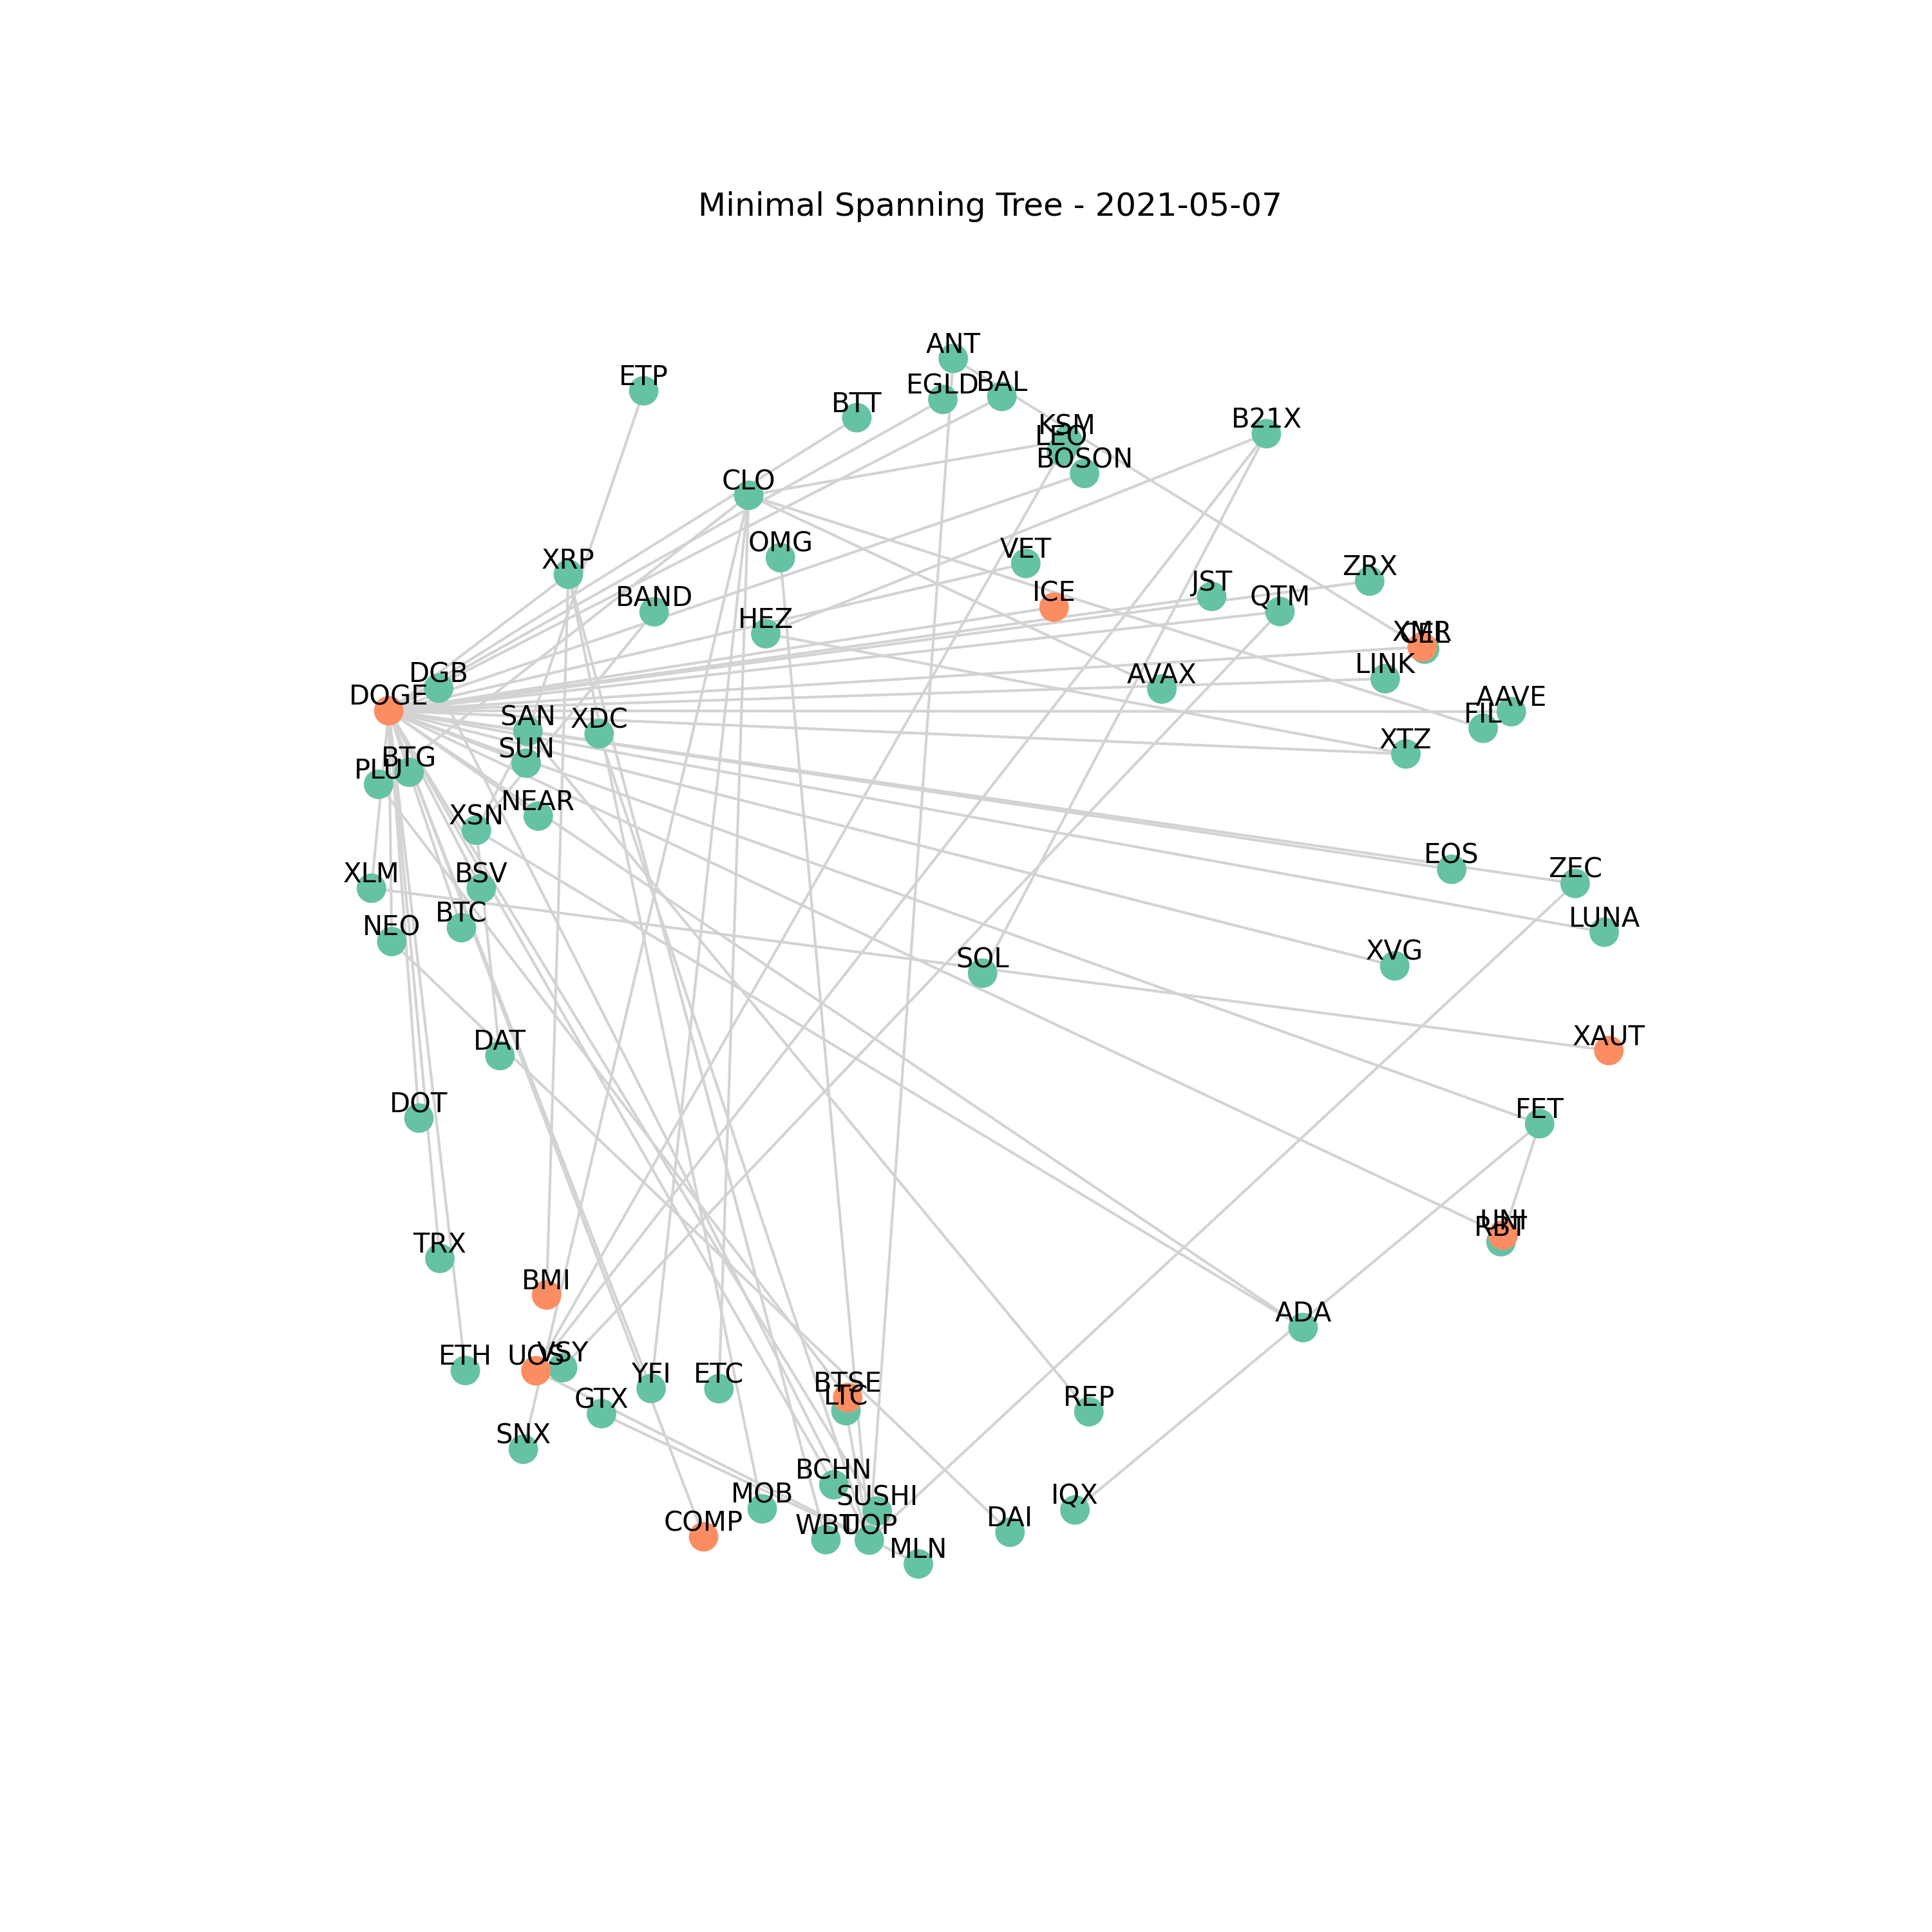 Minimal Spanning Tree - 2021-05-07
ANT
ETP
EGLD
BAL
BTT
B21X
KSM
LEO
BOSON
CLO
OMG
VET
XRP
ZRX
JST
ICE
BAND
QTM
HEZ
XMR
CEL
LINK
DGB
AVAX
DOGE
AAVE
SAN
XDC
FIL
SUN
XTZ
BTG
PLU
NEAR
XSN
EOS
ZEC
XLM
BSV
BTC
LUNA
NEO
XVG
SOL
XAUT
DAT
DOT
FET
UNI
RBT
TRX
BMI
ADA
ETH
UOS
VSY
YFI
ETC
BTSE
LTC
REP
GTX
SNX
BCHN
MOB
SUSHI
IQX
COMP
WBT
UOP
DAI
MLN